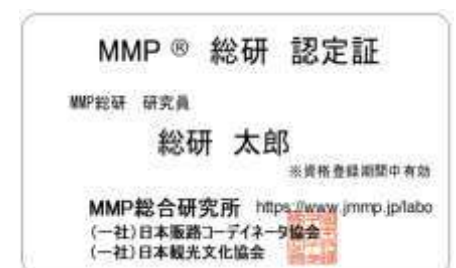 MMP ® 総研 認定証
MMP総研 研究員
総研 太郎
※資格登録期間中有効
MMP総合研究所 https://www.jmmp.jp/labo
(一社)日本販路コーディネータ協会
(一社)日本観光文化協会